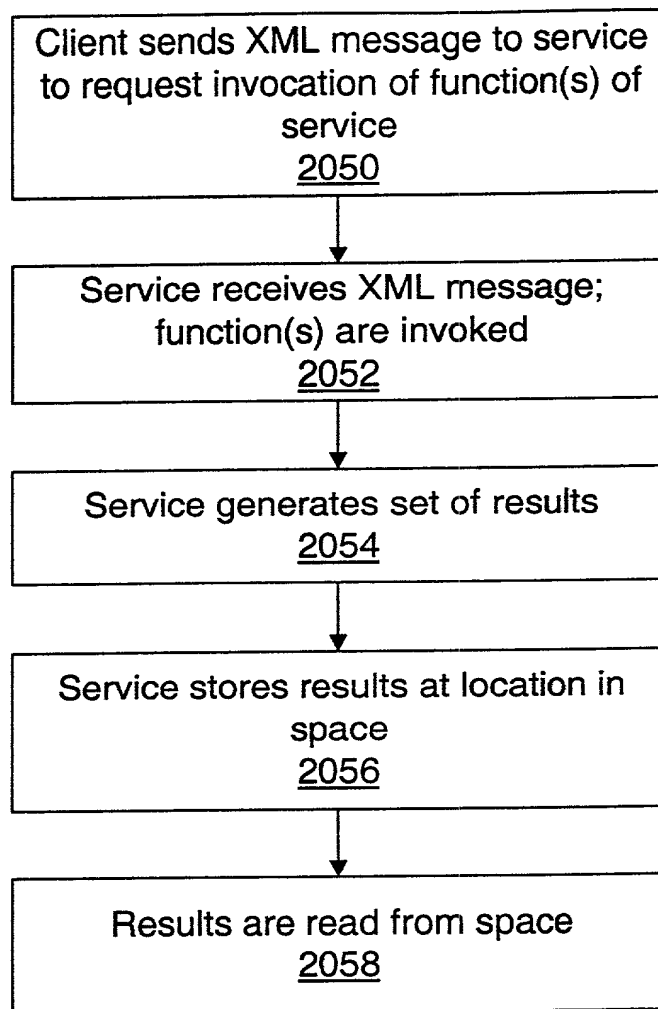 Client sends XML message to service
to request invocation of function(s) of
service
2050
Service receives XML message;
function(s) are invoked
2052
Service generates set of results
2054
Service stores results at location in
space
2056
Results are read from space
2058